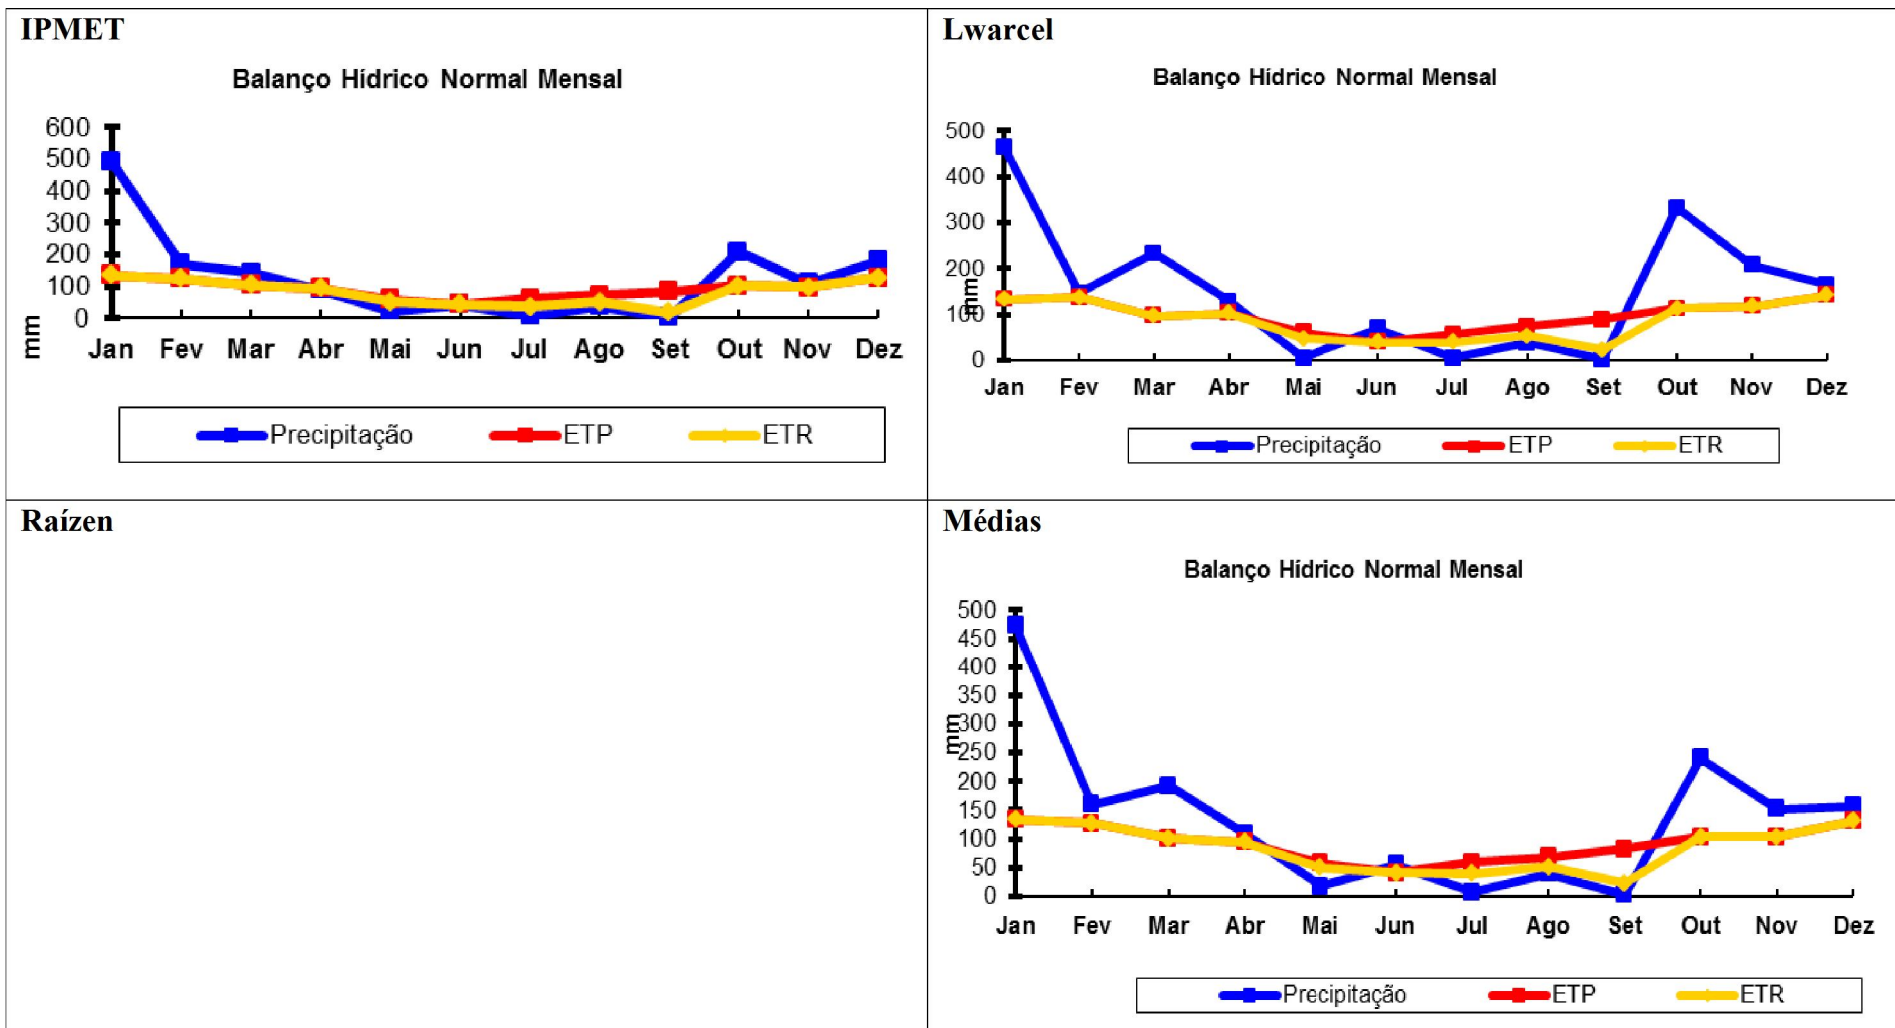 IPMET
Balanço Hídrico Normal Mensal
600
500
400
300
200
100
0
mm
Jan Fev Mar Abr Mai Jun Jul Ago Set Out Nov Dez
Precipitação ETP ETR
Lwarcel
Balanço Hídrico Normal Mensal
500
400
300
200
100
0
mm
Jan Fev Mar Abr Mai Jun Jul Ago Set Out Nov Dez
Precipitação ETP ETR
Raízen
Médias
Balanço Hídrico Normal Mensal
500
450
400
350
300
250
200
150
100
50
0
mm
Jan Fev Mar Abr Mai Jun Jul Ago Set Out Nov Dez
Precipitação ETP ETR